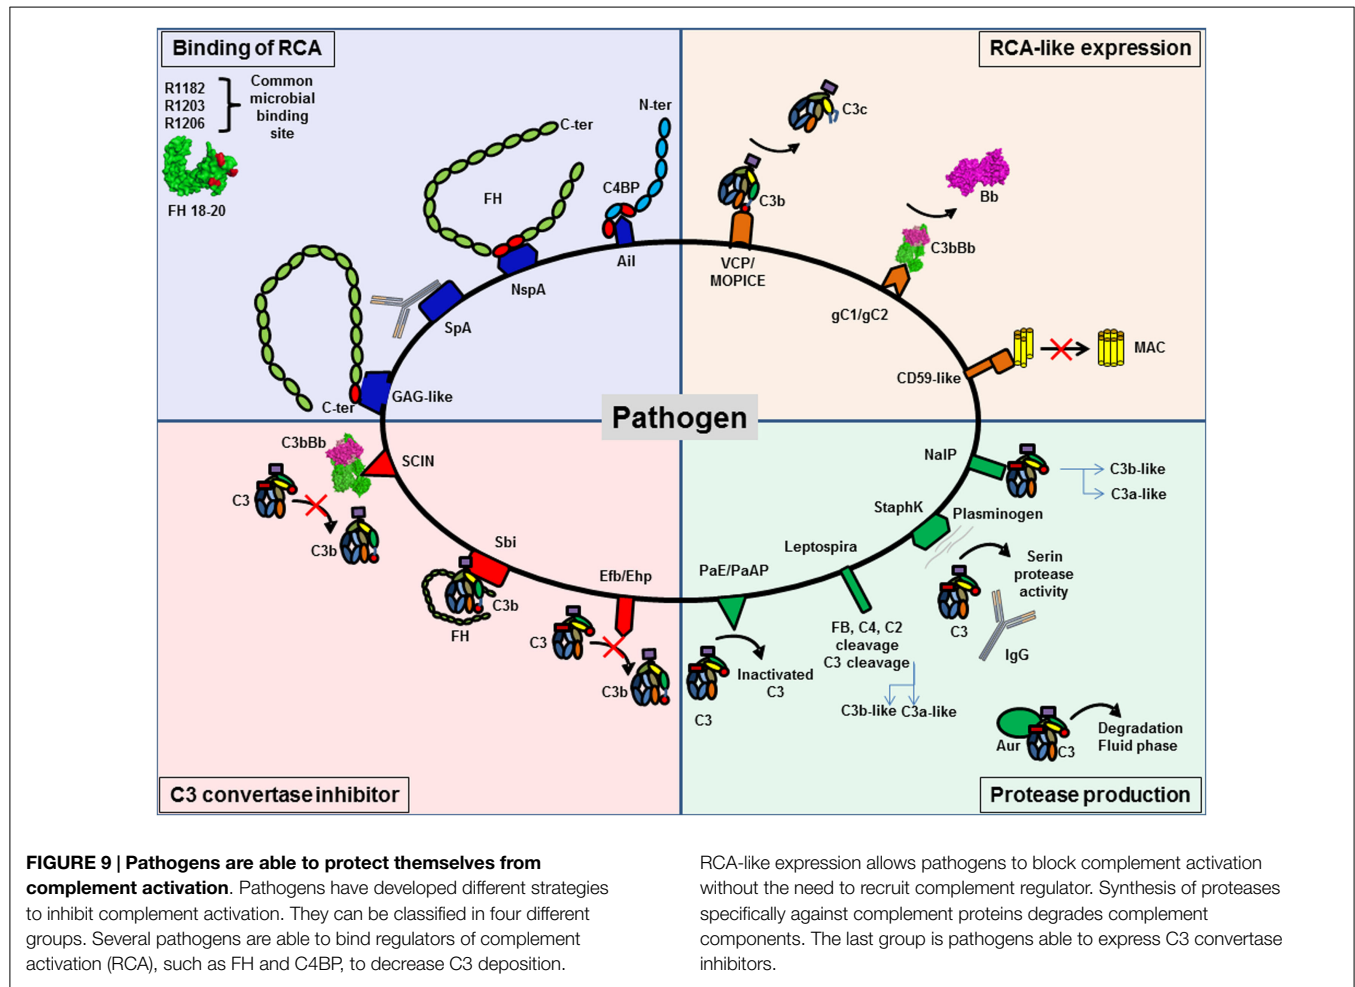 Binding of RCA
R1182
R1203
R1206
Common
microbial
binding
site
FH 18-20
C-ter
FH
N-ter
C4BP
Ail
NspA
SpA
GAG-like
C-ter
RCA-like expression
C3c
C3b
VCP/
MOPICE
Bb
C3bBb
gC1/gC2
CD59-like
MAC
Pathogen
C3bBb
SCIN
C3
C3b
Sbi
C3b
FH
Efb/Ehp
C3
C3b
C3 convertase inhibitor
NalP
C3b-like
C3a-like
StaphK
Plasminogen
Serin
protease
activity
C3
IgG
Leptospira
FB, C4, C2
cleavage
C3 cleavage
C3b-like C3a-like
PaE/PaAP
Inactivated
C3
C3
Aur
C3
Degradation
Fluid phase
Protease production
FIGURE 9 | Pathogens are able to protect themselves from
complement activation. Pathogens have developed different strategies
to inhibit complement activation. They can be classified in four different
groups. Several pathogens are able to bind regulators of complement
activation (RCA), such as FH and C4BP, to decrease C3 deposition.
RCA-like expression allows pathogens to block complement activation
without the need to recruit complement regulator. Synthesis of proteases
specifically against complement proteins degrades complement
components. The last group is pathogens able to express C3 convertase
inhibitors.